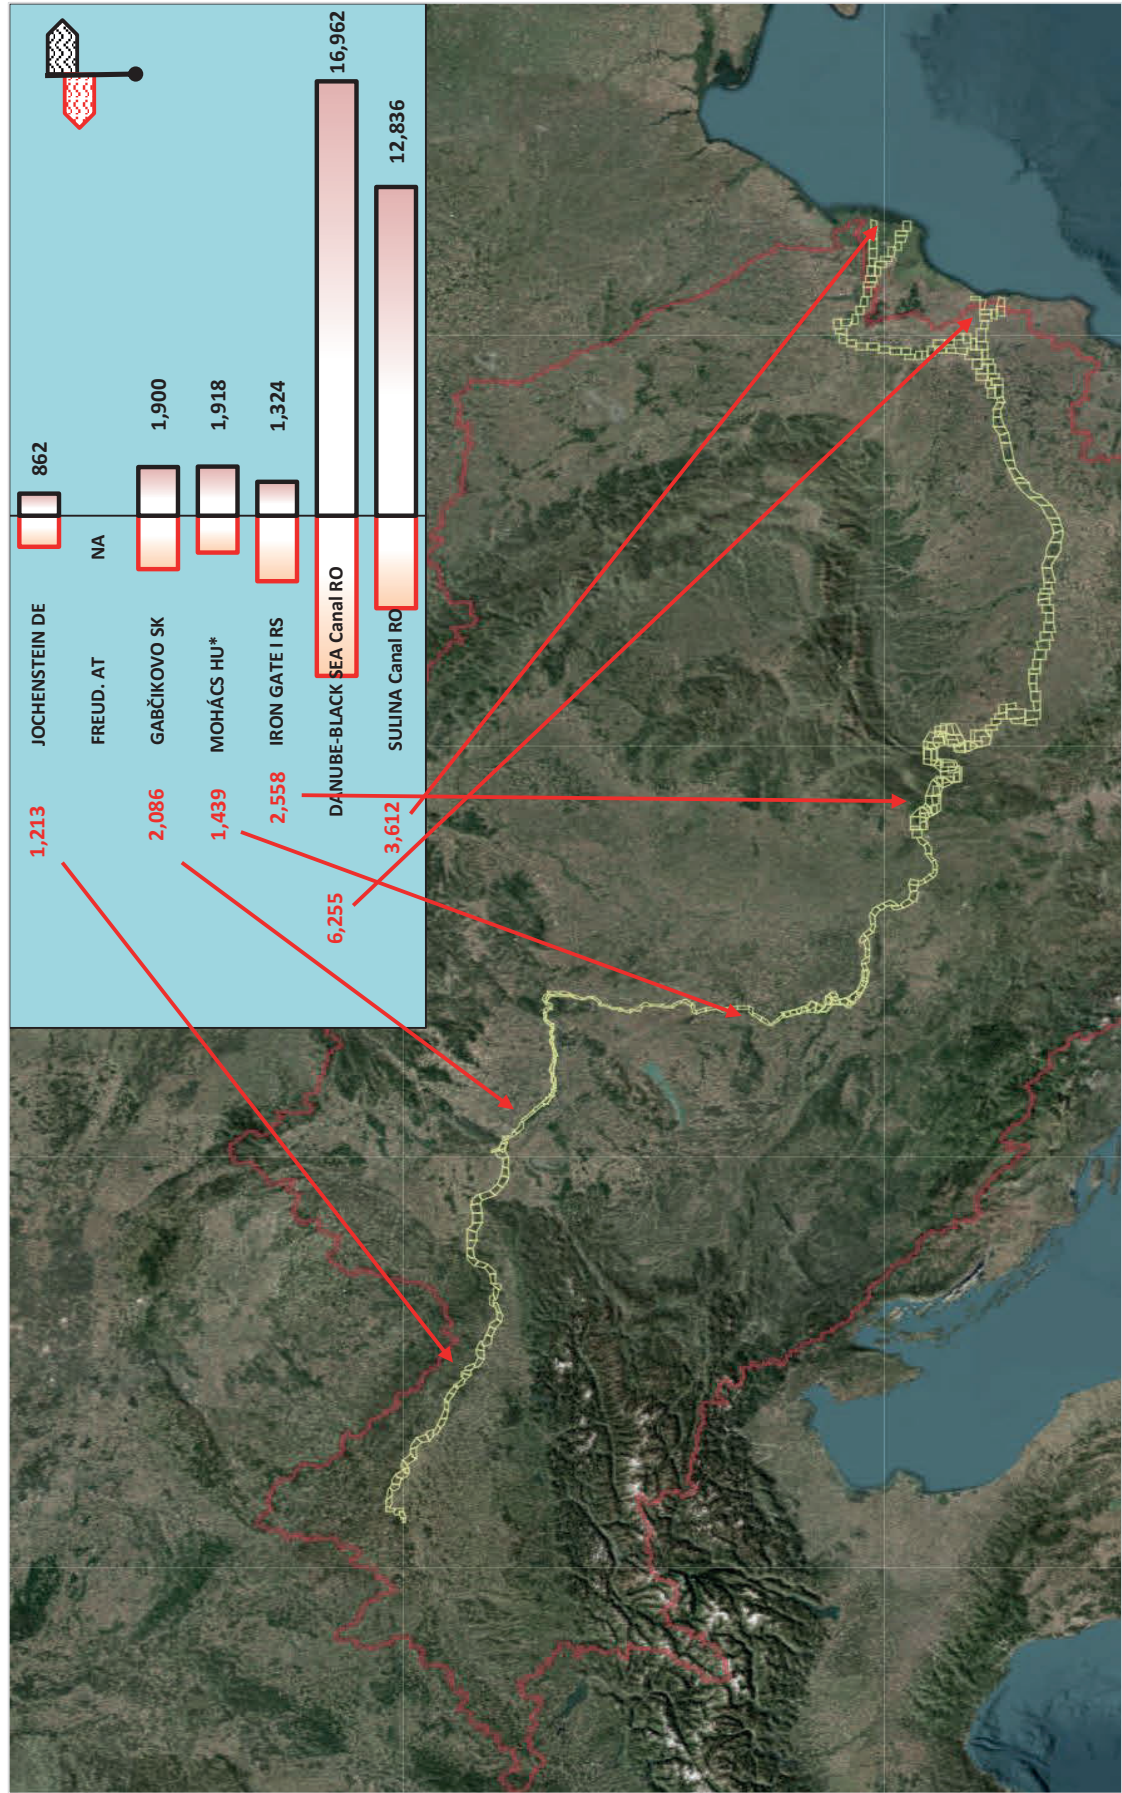 1,213 JOCHENSTEIN DE 862
FREUD. AT NA
2,086 GABČIKOVO SK 1,900
1,439 MOHÁCS HU* 1,918
2,558 IRON GATE I RS 1,324
6,255 DANUBE-BLACK SEA Canal RO 16,962
3,612 SULINA Canal RO 12,836